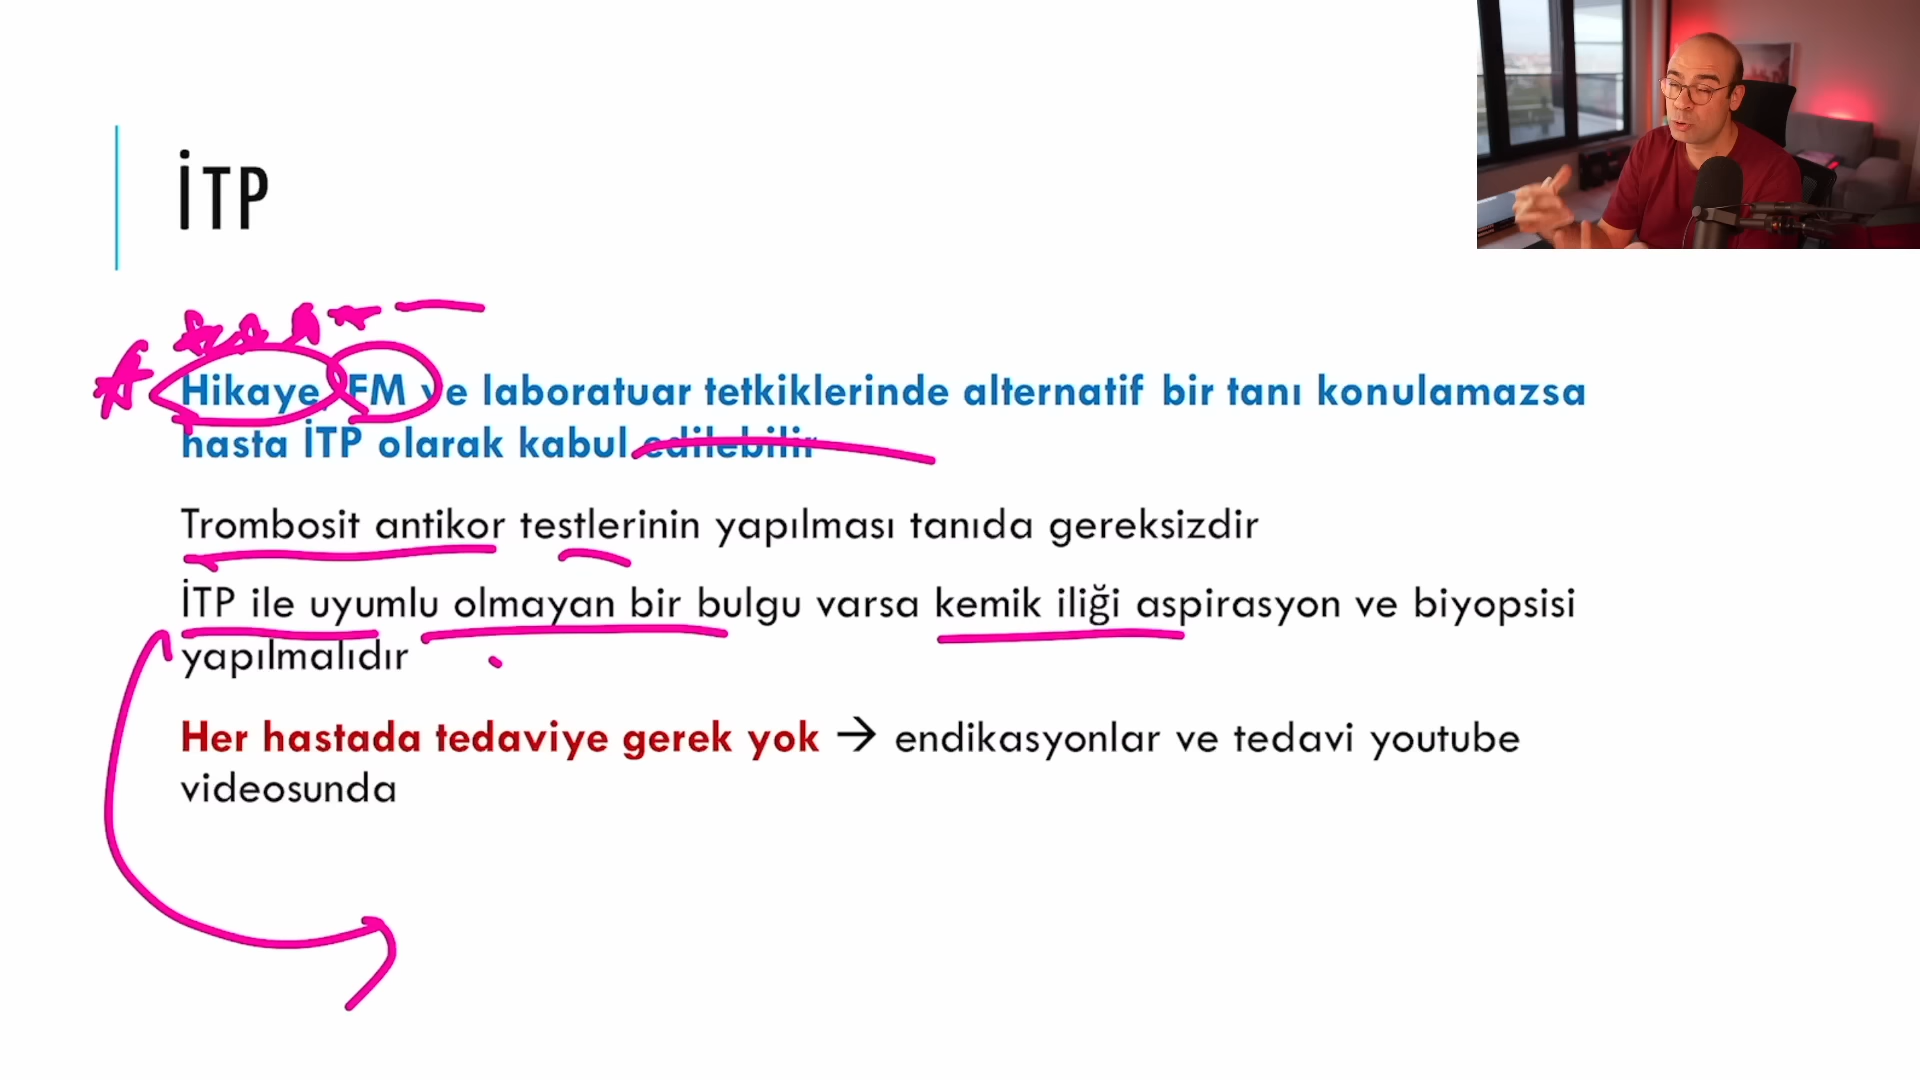 İTP
Hikaye, FM ve laboratuar tetkiklerinde alternatif bir tanı konulamazsa
hasta İTP olarak kabul edilebilir
Trombosit antikor testlerinin yapılması tanıda gereksizdir
İTP ile uyumlu olmayan bir bulgu varsa kemik iliği aspirasyon ve biyopsisi
yapılmalıdır
Her hastada tedaviye gerek yok → endikasyonlar ve tedavi youtube
videosunda